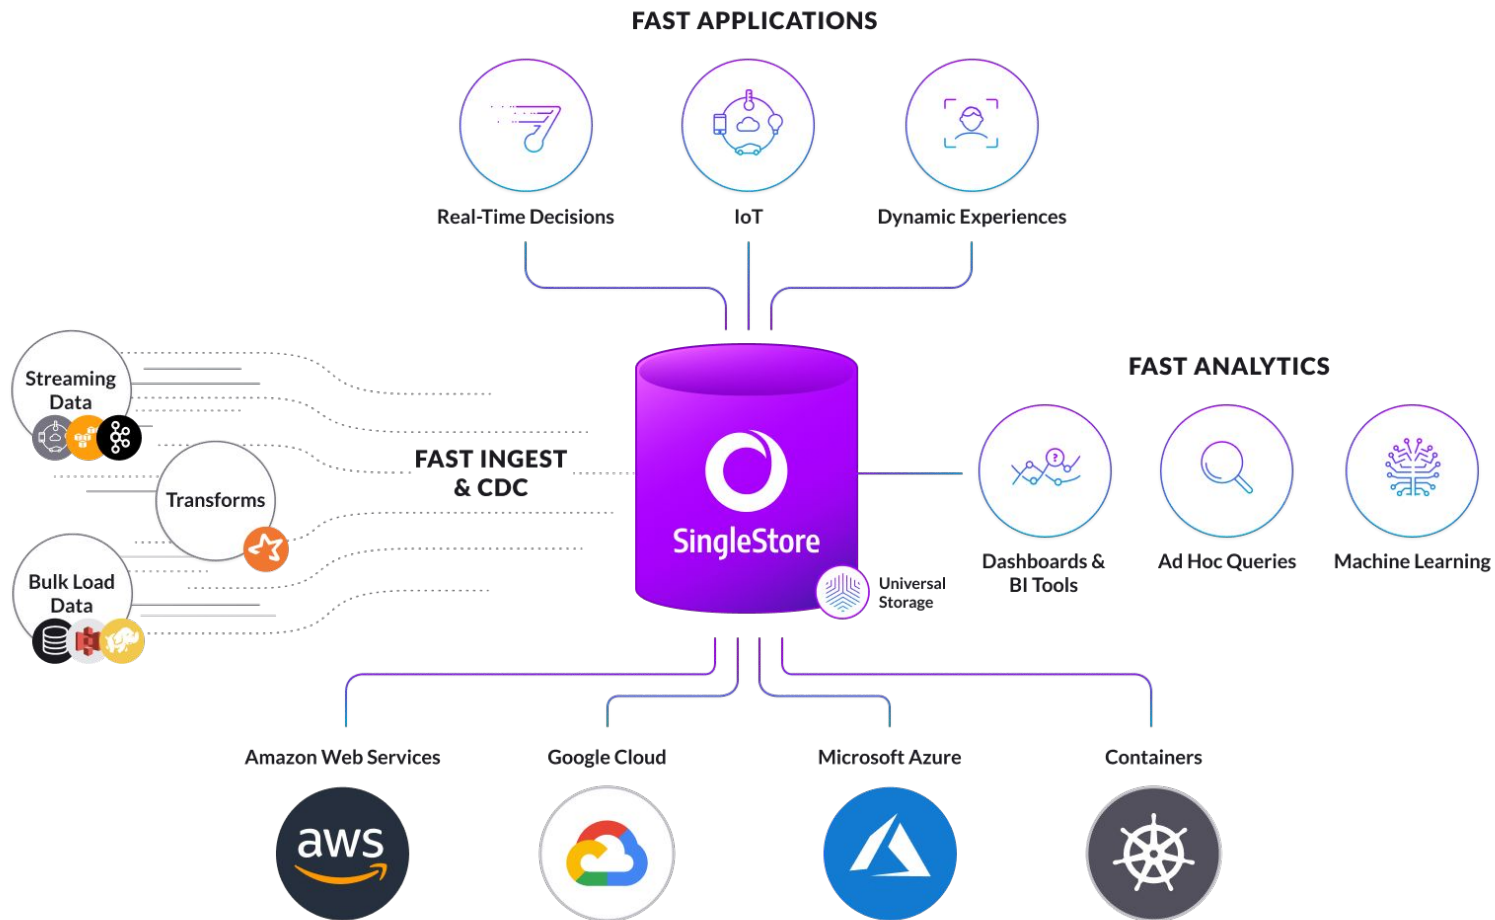 FAST APPLICATIONS
Real-Time Decisions
IoT
Dynamic Experiences
Streaming
Data
Transforms
Bulk Load
Data
FAST INGEST
& CDC
SingleStore
Universal
Storage
FAST ANALYTICS
?
Dashboards &
BI Tools
Ad Hoc Queries
Machine Learning
Amazon Web Services
Google Cloud
Microsoft Azure
Containers
aws